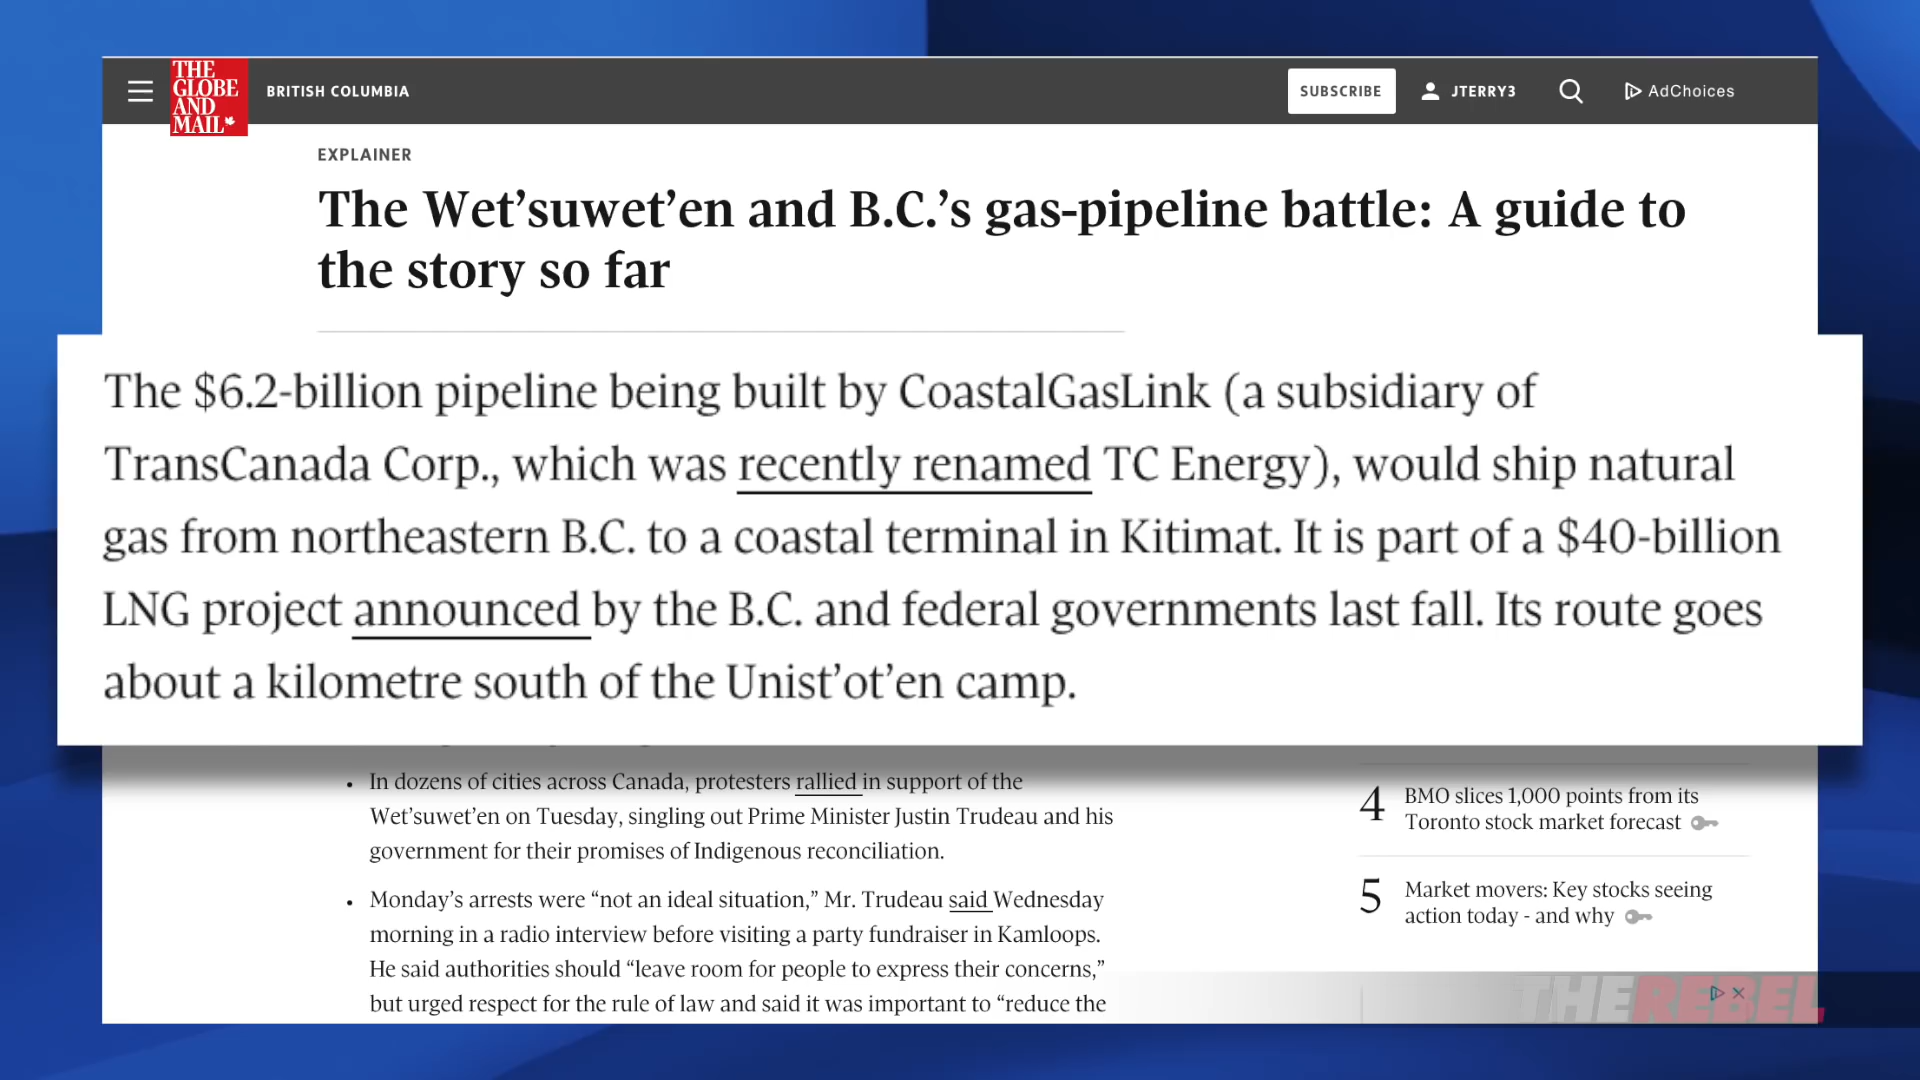 THE
GLOBE
AND
MAIL
BRITISH COLUMBIA
SUBSCRIBE
JTERRY3
AdChoices
EXPLAINER
The Wet’suwet’en and B.C.’s gas-pipeline battle: A guide to
the story so far
The $6.2-billion pipeline being built by CoastalGasLink (a subsidiary of
TransCanada Corp., which was recently renamed TC Energy), would ship natural
gas from northeastern B.C. to a coastal terminal in Kitimat. It is part of a $40-billion
LNG project announced by the B.C. and federal governments last fall. Its route goes
about a kilometre south of the Unist’ot’en camp.
• In dozens of cities across Canada, protesters rallied in support of the
Wet’suwet’en on Tuesday, singling out Prime Minister Justin Trudeau and his
government for their promises of Indigenous reconciliation.
• Monday’s arrests were “not an ideal situation,” Mr. Trudeau said Wednesday
morning in a radio interview before visiting a party fundraiser in Kamloops.
He said authorities should “leave room for people to express their concerns,”
but urged respect for the rule of law and said it was important to “reduce the
4
BMO slices 1,000 points from its
Toronto stock market forecast
5
Market movers: Key stocks seeing
action today - and why
THE REBEL